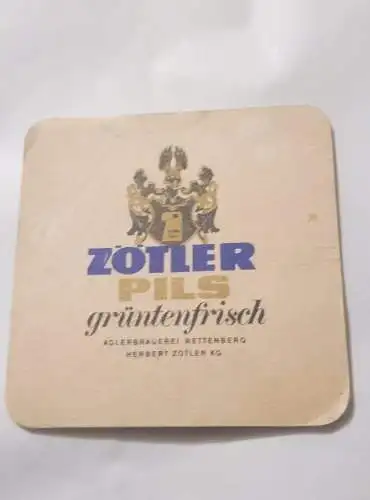 ZÖTLER
PILS
grüntenfrisch
ADLERBRAUEREI RETTENBERG
HERBERT ZÖTLER KG